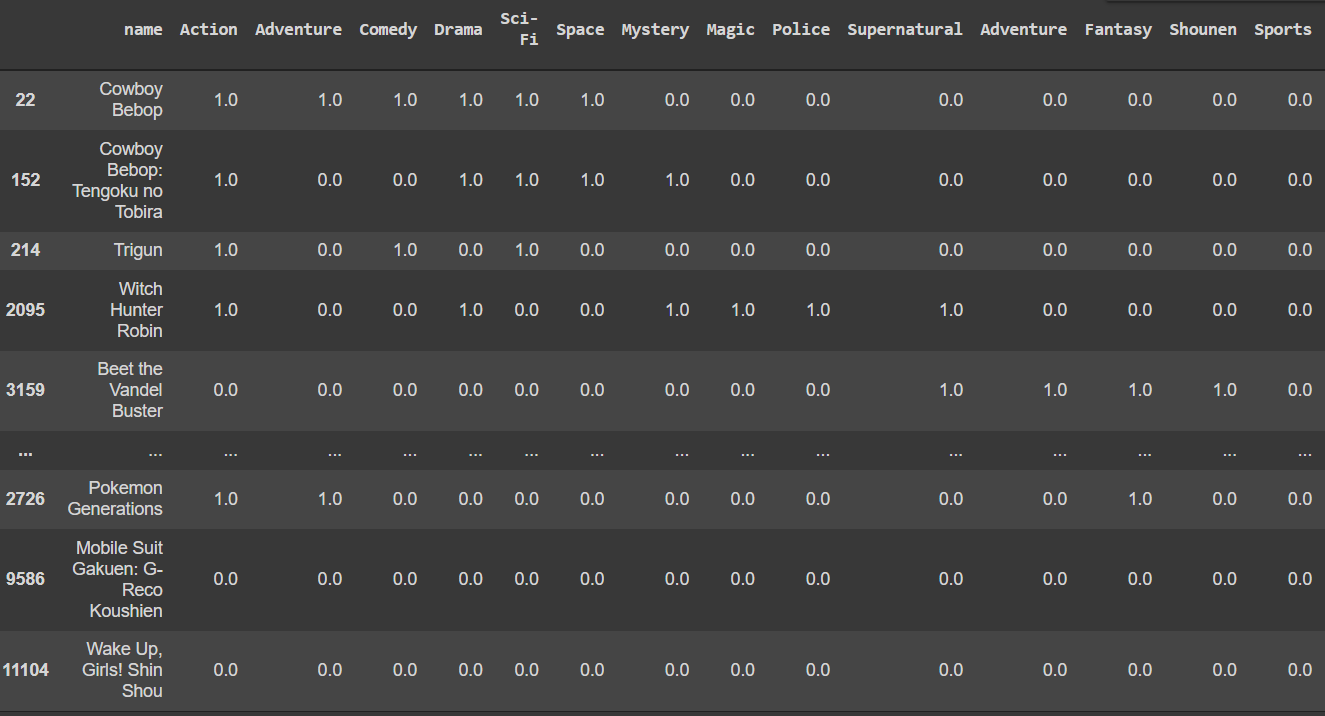 name Action Adventure Comedy Drama Sci-Fi Space Mystery Magic Police Supernatural Adventure Fantasy Shounen Sports
22 Cowboy Bebop 1.0 1.0 1.0 1.0 1.0 1.0 0.0 0.0 0.0 0.0 0.0 0.0 0.0 0.0
152 Cowboy Bebop: Tengoku no Tobira 1.0 0.0 0.0 1.0 1.0 1.0 1.0 0.0 0.0 0.0 0.0 0.0 0.0 0.0
214 Trigun 1.0 0.0 1.0 0.0 1.0 0.0 0.0 0.0 0.0 0.0 0.0 0.0 0.0 0.0
2095 Witch Hunter Robin 1.0 0.0 0.0 1.0 0.0 0.0 1.0 1.0 1.0 1.0 0.0 0.0 0.0 0.0
3159 Beet the Vandel Buster 0.0 0.0 0.0 0.0 0.0 0.0 0.0 0.0 0.0 1.0 1.0 1.0 1.0 0.0
... ... ... ... ... ... ... ... ... ... ... ... ... ... ... ...
2726 Pokemon Generations 1.0 1.0 0.0 0.0 0.0 0.0 0.0 0.0 0.0 0.0 0.0 1.0 0.0 0.0
9586 Mobile Suit Gakuen: G-Reco Koushien 0.0 0.0 0.0 0.0 0.0 0.0 0.0 0.0 0.0 0.0 0.0 0.0 0.0 0.0
11104 Wake Up, Girls! Shin Shou 0.0 0.0 0.0 0.0 0.0 0.0 0.0 0.0 0.0 0.0 0.0 0.0 0.0 0.0